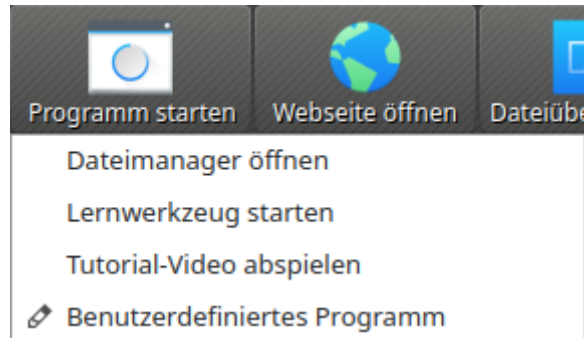 Programm starten Webseite öffnen
Dateimanager öffnen
Lernwerkzeug starten
Tutorial-Video abspielen
Benutzerdefiniertes Programm